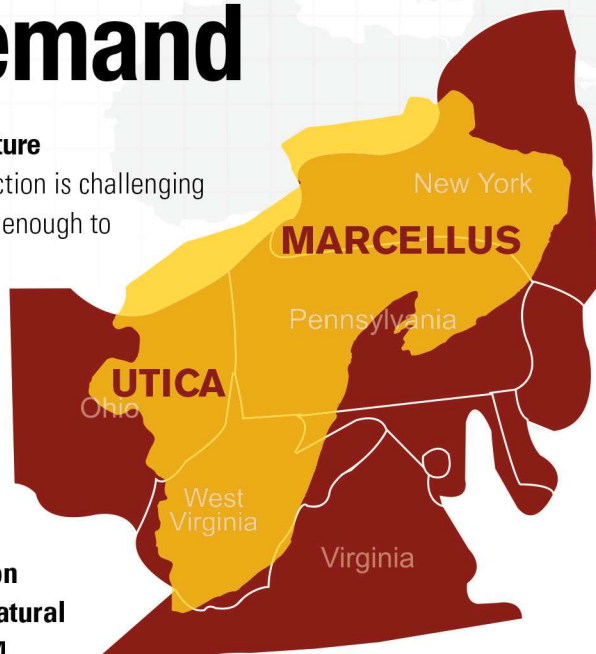 emand
ture
ction is challenging
enough to
New York
MARCELLUS
Pennsylvania
UTICA
Ohio
West
Virginia
Virginia
on
atural